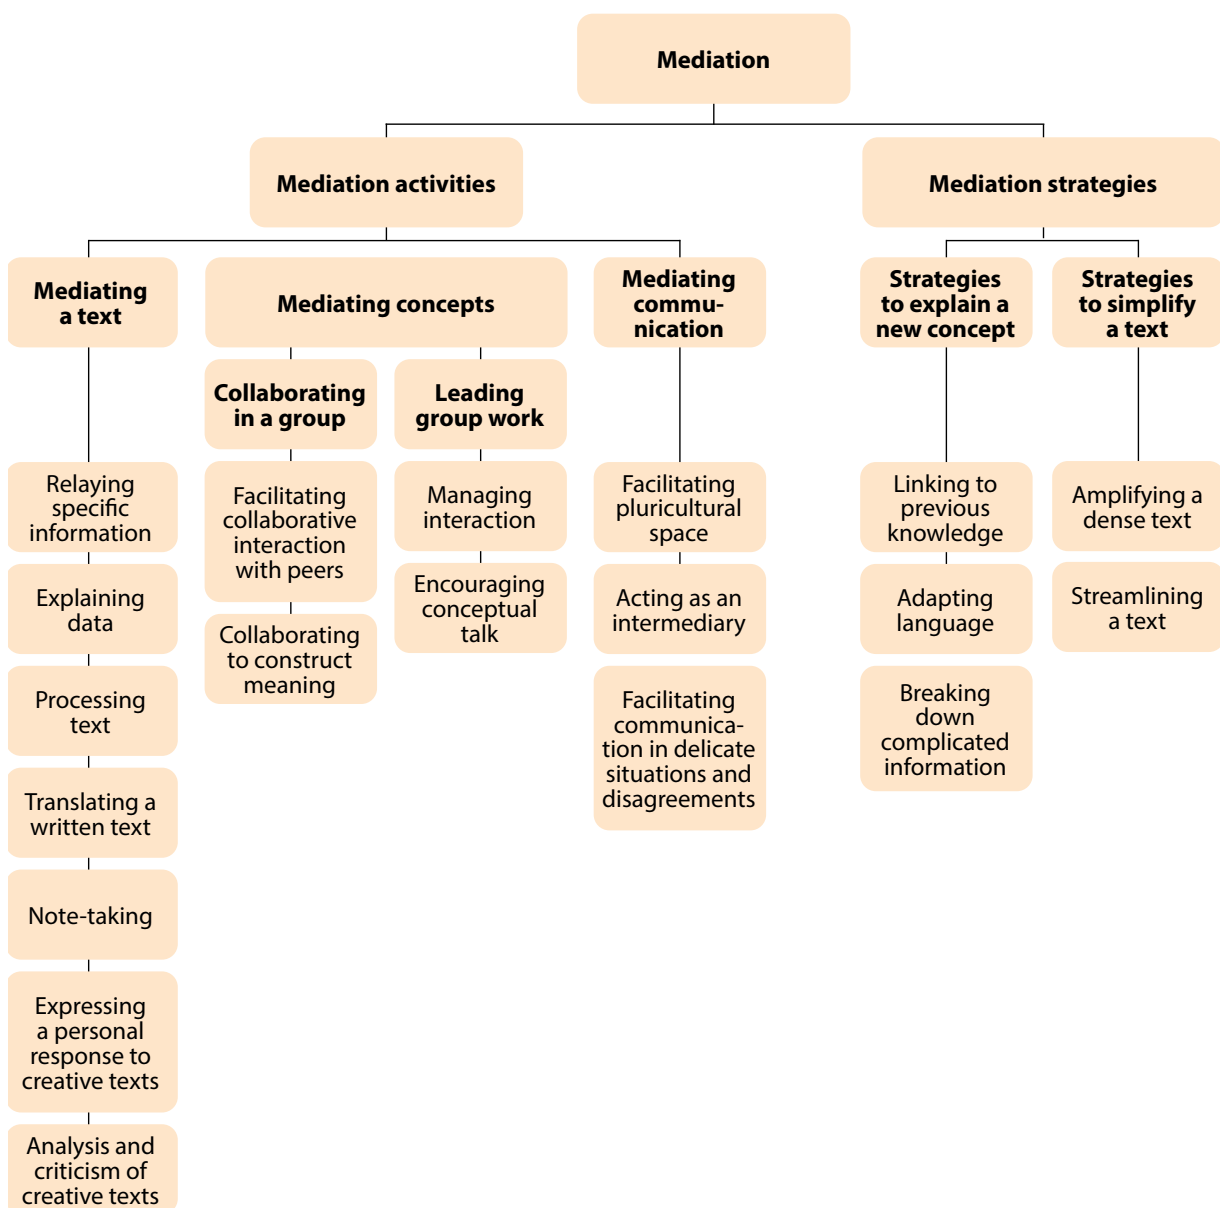 Mediation
Mediation activities
Mediation strategies
Mediating
a text
Mediating concepts
Mediating
commu-
nication
Strategies
to explain a
new concept
Strategies
to simplify
a text
Collaborating
in a group
Leading
group work
Relaying
specific
information
Explaining
data
Processing
text
Translating a
written text
Note-taking
Expressing
a personal
response to
creative texts
Analysis and
criticism of
creative texts
Facilitating
collaborative
interaction
with peers
Collaborating
to construct
meaning
Managing
interaction
Encouraging
conceptual
talk
Facilitating
pluricultural
space
Acting as an
intermediary
Facilitating
communica-
tion in delicate
situations and
disagreements
Linking to
previous
knowledge
Adapting
language
Breaking
down
complicated
information
Amplifying a
dense text
Streamlining
a text